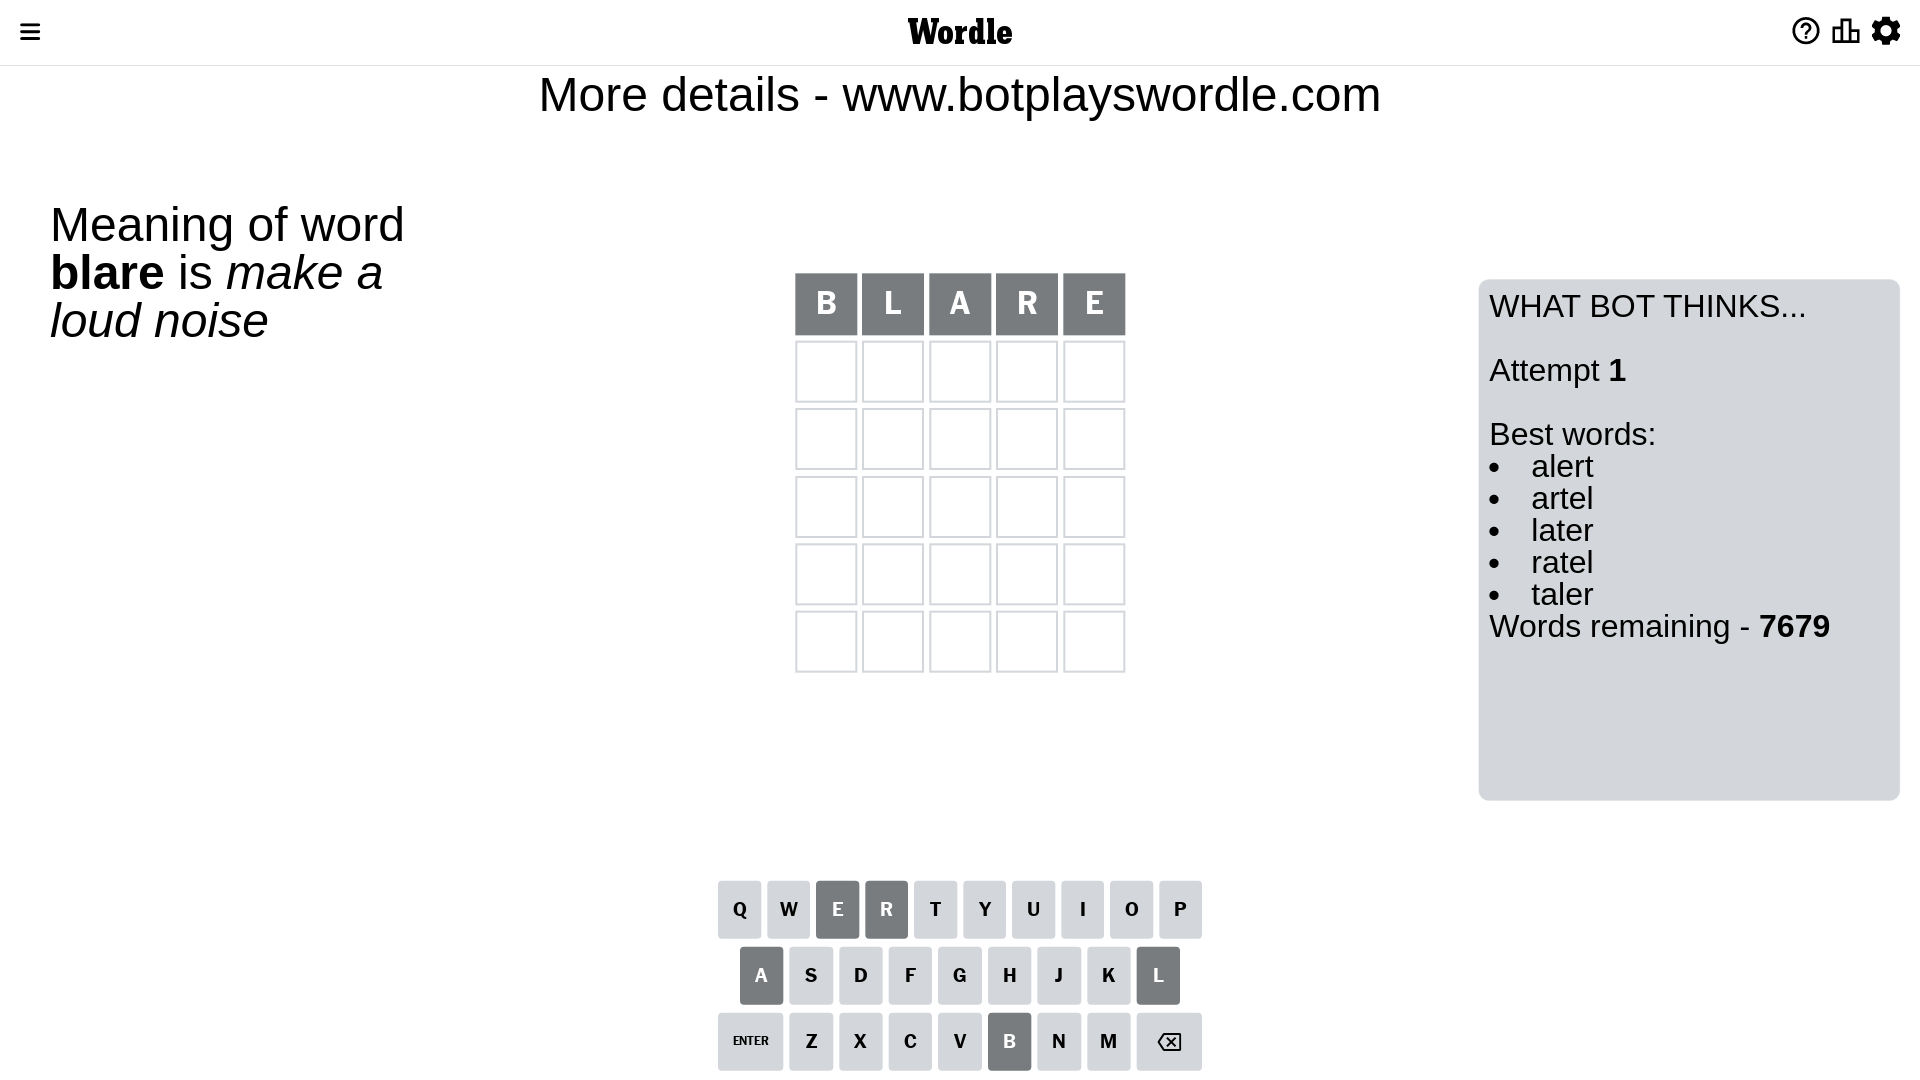 Wordle
More details - www.botplayswordle.com
Meaning of word
blare is make a
loud noise
B L A R E
WHAT BOT THINKS...
Attempt 1
Best words:
• alert
• artel
• later
• ratel
• taler
Words remaining - 7679
Q W E R T Y U I O P
A S D F G H J K L
ENTER Z X C V B N M